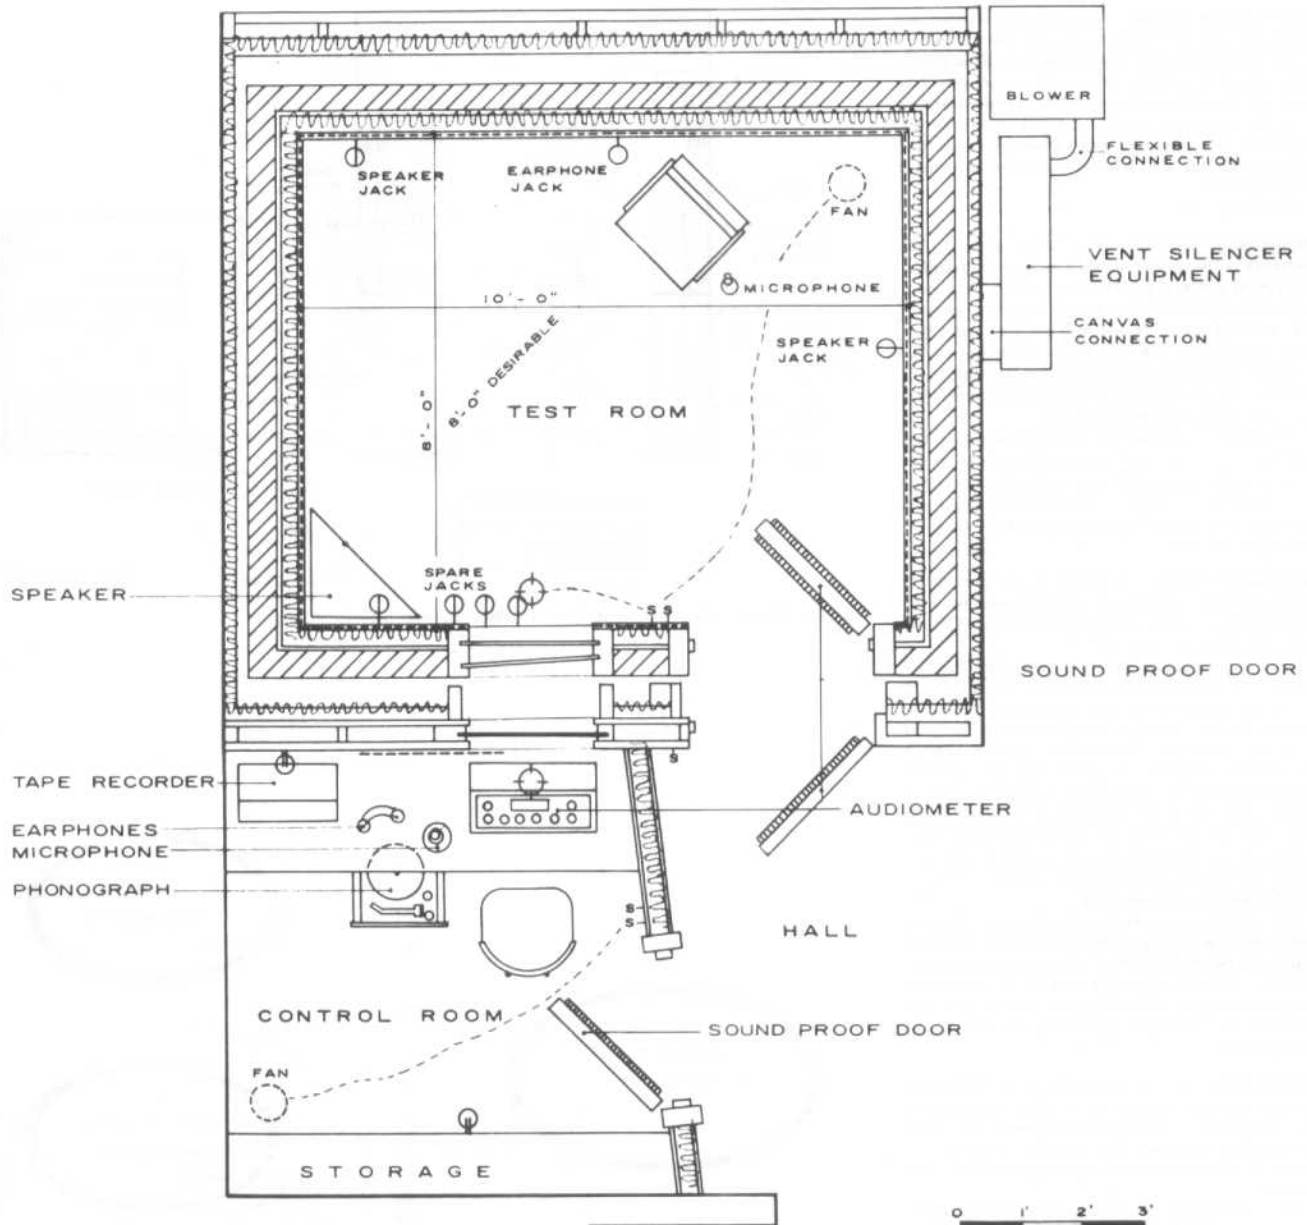 BLOWER
FLEXIBLE
CONNECTION
SPEAKER
JACK
EARPHONE
JACK
FAN
VENT SILENCER
EQUIPMENT
MICROPHONE
10'-0"
CANVAS
CONNECTION
SPEAKER
JACK
8'-0" DESIRABLE
8'-0"
TEST ROOM
SPARE
JACKS
SPEAKER
S S
SOUND PROOF DOOR
S
TAPE RECORDER
AUDIOMETER
EARPHONES
MICROPHONE
PHONOGRAPH
S
S
HALL
CONTROL ROOM
SOUND PROOF DOOR
FAN
STORAGE
0 1' 2' 3'